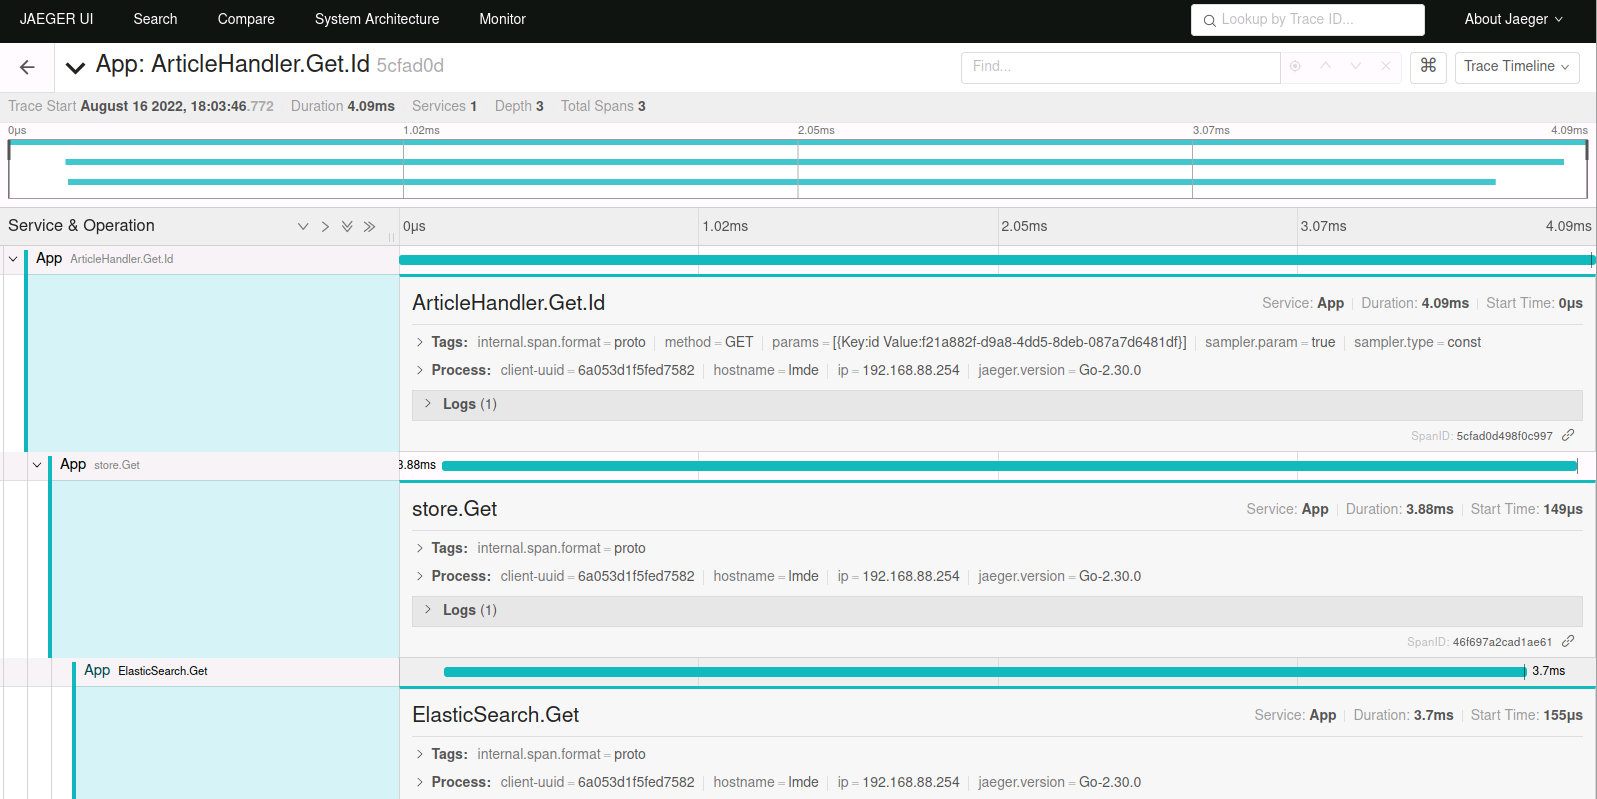 JAEGER UI Search Compare System Architecture Monitor Lookup by Trace ID... About Jaeger
App: ArticleHandler.Get.Id 5cfad0d Find... ⌘ Trace Timeline
Trace Start August 16 2022, 18:03:46.772 Duration 4.09ms Services 1 Depth 3 Total Spans 3
0μs 1.02ms 2.05ms 3.07ms 4.09ms
Service & Operation 0μs 1.02ms 2.05ms 3.07ms 4.09ms
App ArticleHandler.Get.Id
ArticleHandler.Get.Id Service: App Duration: 4.09ms Start Time: 0μs
Tags: internal.span.format = proto method = GET params = [{Key:id Value:f21a882f-d9a8-4dd5-8deb-087a7d6481df}] sampler.param = true sampler.type = const
Process: client-uuid = 6a053d1f5fed7582 hostname = lmde ip = 192.168.88.254 jaeger.version = Go-2.30.0
Logs (1)
SpanID: 5cfad0d498f0c997
App store.Get 3.88ms
store.Get Service: App Duration: 3.88ms Start Time: 149μs
Tags: internal.span.format = proto
Process: client-uuid = 6a053d1f5fed7582 hostname = lmde ip = 192.168.88.254 jaeger.version = Go-2.30.0
Logs (1)
SpanID: 46f697a2cad1ae61
App ElasticSearch.Get 3.7ms
ElasticSearch.Get Service: App Duration: 3.7ms Start Time: 155μs
Tags: internal.span.format = proto
Process: client-uuid = 6a053d1f5fed7582 hostname = lmde ip = 192.168.88.254 jaeger.version = Go-2.30.0